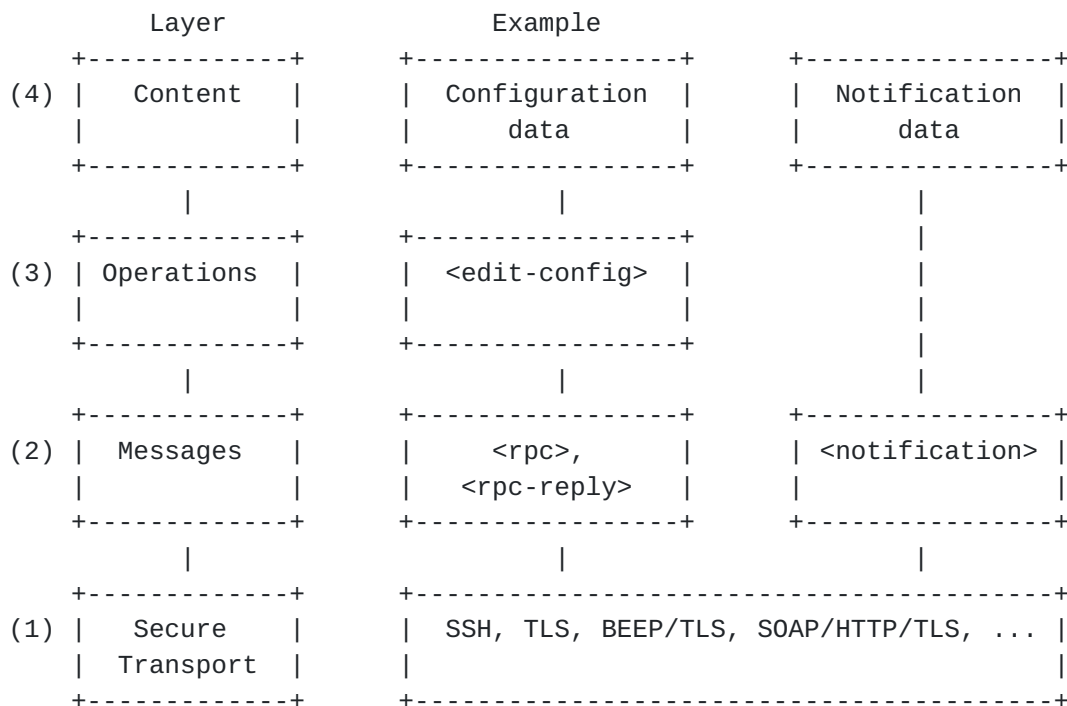 Layer                 Example
       +-------------+      +-----------------+      +----------------+
   (4) |   Content   |      |  Configuration  |      |  Notification  |
       |             |      |      data       |      |      data      |
       +-------------+      +-----------------+      +----------------+
              |                       |                      |
       +-------------+      +-----------------+              |
   (3) | Operations  |      |  <edit-config>  |              |
       |             |      |                 |              |
       +-------------+      +-----------------+              |
              |                       |                      |
       +-------------+      +-----------------+      +----------------+
   (2) |  Messages   |      |     <rpc>,      |      | <notification> |
       |             |      |   <rpc-reply>   |      |                |
       +-------------+      +-----------------+      +----------------+
              |                       |                      |
       +-------------+      +-----------------------------------------+
   (1) |   Secure    |      |  SSH, TLS, BEEP/TLS, SOAP/HTTP/TLS, ... |
       |  Transport  |      |                                         |
       +-------------+      +-----------------------------------------+